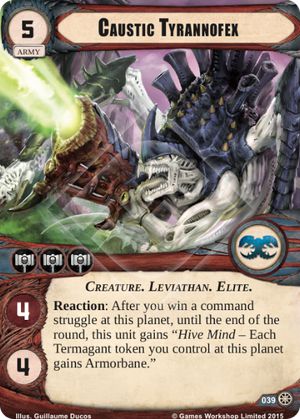 5
ARMY
CAUSTIC TYRANNOFEX
CREATURE. LEVIATHAN. ELITE.
4
4
Reaction: After you win a command
struggle at this planet, until the end of the
round, this unit gains “Hive Mind – Each
Termagant token you control at this planet
gains Armorbane.”
039
Illus. Guillaume Ducos
© Games Workshop Limited 2015